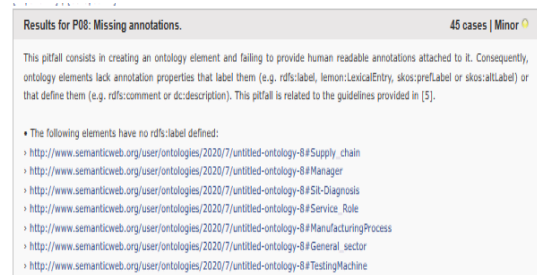 Results for P08: Missing annotations. 45 cases | Minor
This pitfall consists in creating an ontology element and failing to provide human readable annotations attached to it. Consequently,
ontology elements lack annotation properties that label them (e.g. rdfs:label, lemon:LexicalEntry, skos:prefLabel or skos:altLabel) or
that define them (e.g. rdfs:comment or dc:description). This pitfall is related to the guidelines provided in [5].
• The following elements have no rdfs:label defined:
› http://www.semanticweb.org/user/ontologies/2020/7/untitled-ontology-8#Supply_chain
› http://www.semanticweb.org/user/ontologies/2020/7/untitled-ontology-8#Manager
› http://www.semanticweb.org/user/ontologies/2020/7/untitled-ontology-8#Sit-Diagnosis
› http://www.semanticweb.org/user/ontologies/2020/7/untitled-ontology-8#Service_Role
› http://www.semanticweb.org/user/ontologies/2020/7/untitled-ontology-8#ManufacturingProcess
› http://www.semanticweb.org/user/ontologies/2020/7/untitled-ontology-8#General_sector
› http://www.semanticweb.org/user/ontologies/2020/7/untitled-ontology-8#TestingMachine